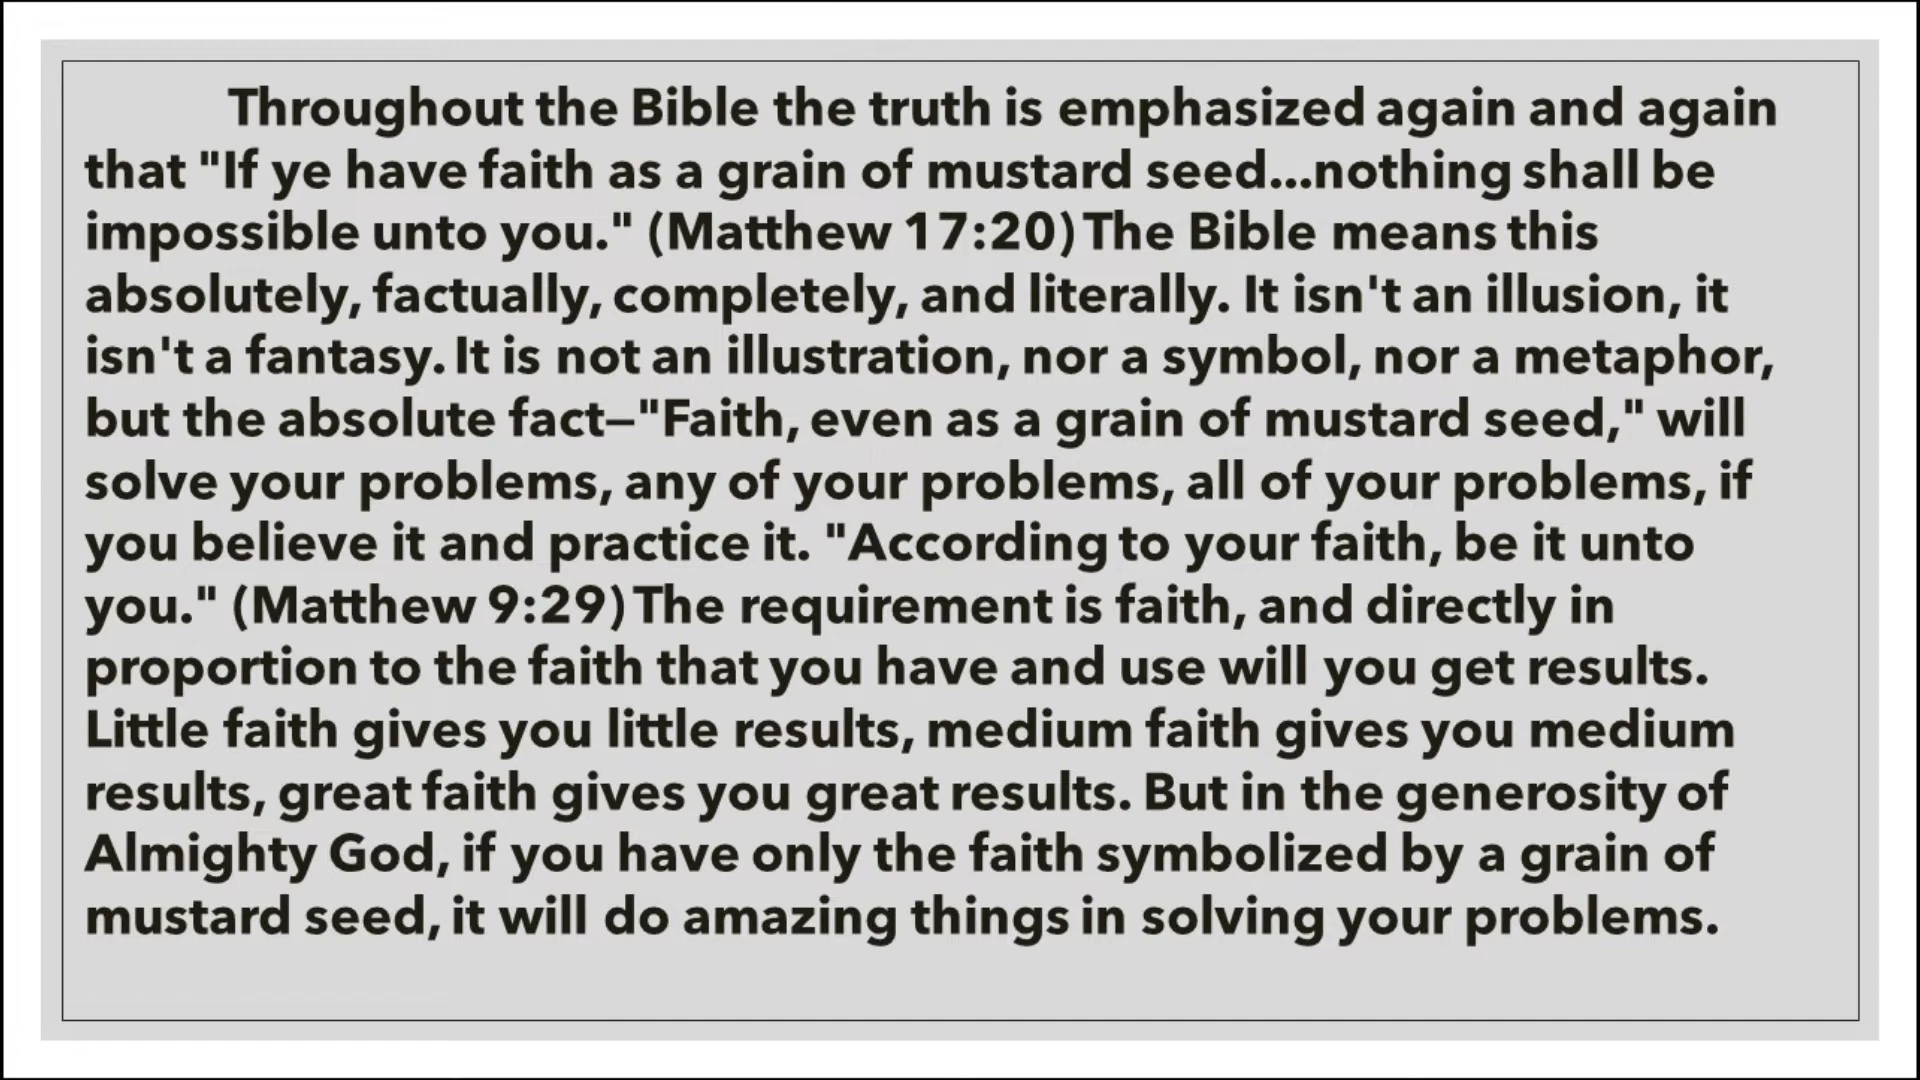 Throughout the Bible the truth is emphasized again and again
that "If ye have faith as a grain of mustard seed...nothing shall be
impossible unto you." (Matthew 17:20) The Bible means this
absolutely, factually, completely, and literally. It isn't an illusion, it
isn't a fantasy. It is not an illustration, nor a symbol, nor a metaphor,
but the absolute fact—"Faith, even as a grain of mustard seed," will
solve your problems, any of your problems, all of your problems, if
you believe it and practice it. "According to your faith, be it unto
you." (Matthew 9:29) The requirement is faith, and directly in
proportion to the faith that you have and use will you get results.
Little faith gives you little results, medium faith gives you medium
results, great faith gives you great results. But in the generosity of
Almighty God, if you have only the faith symbolized by a grain of
mustard seed, it will do amazing things in solving your problems.